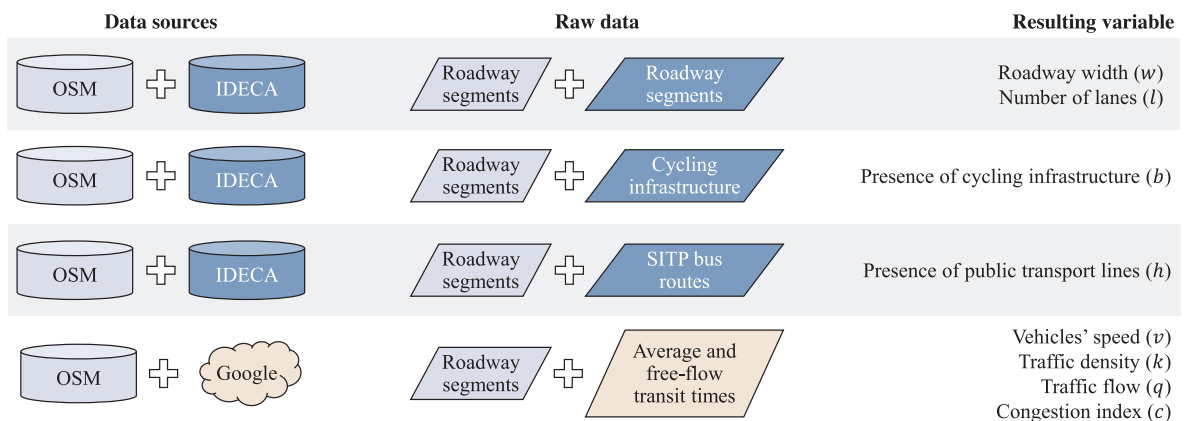 Data sources
Raw data
Resulting variable
OSM
IDECA
Roadway
segments
Roadway
segments
Roadway width (w)
Number of lanes (l)
OSM
IDECA
Roadway
segments
Cycling
infrastructure
Presence of cycling infrastructure (b)
OSM
IDECA
Roadway
segments
SITP bus
routes
Presence of public transport lines (h)
OSM
Google
Roadway
segments
Average and
free-flow
transit times
Vehicles’ speed (v)
Traffic density (k)
Traffic flow (q)
Congestion index (c)